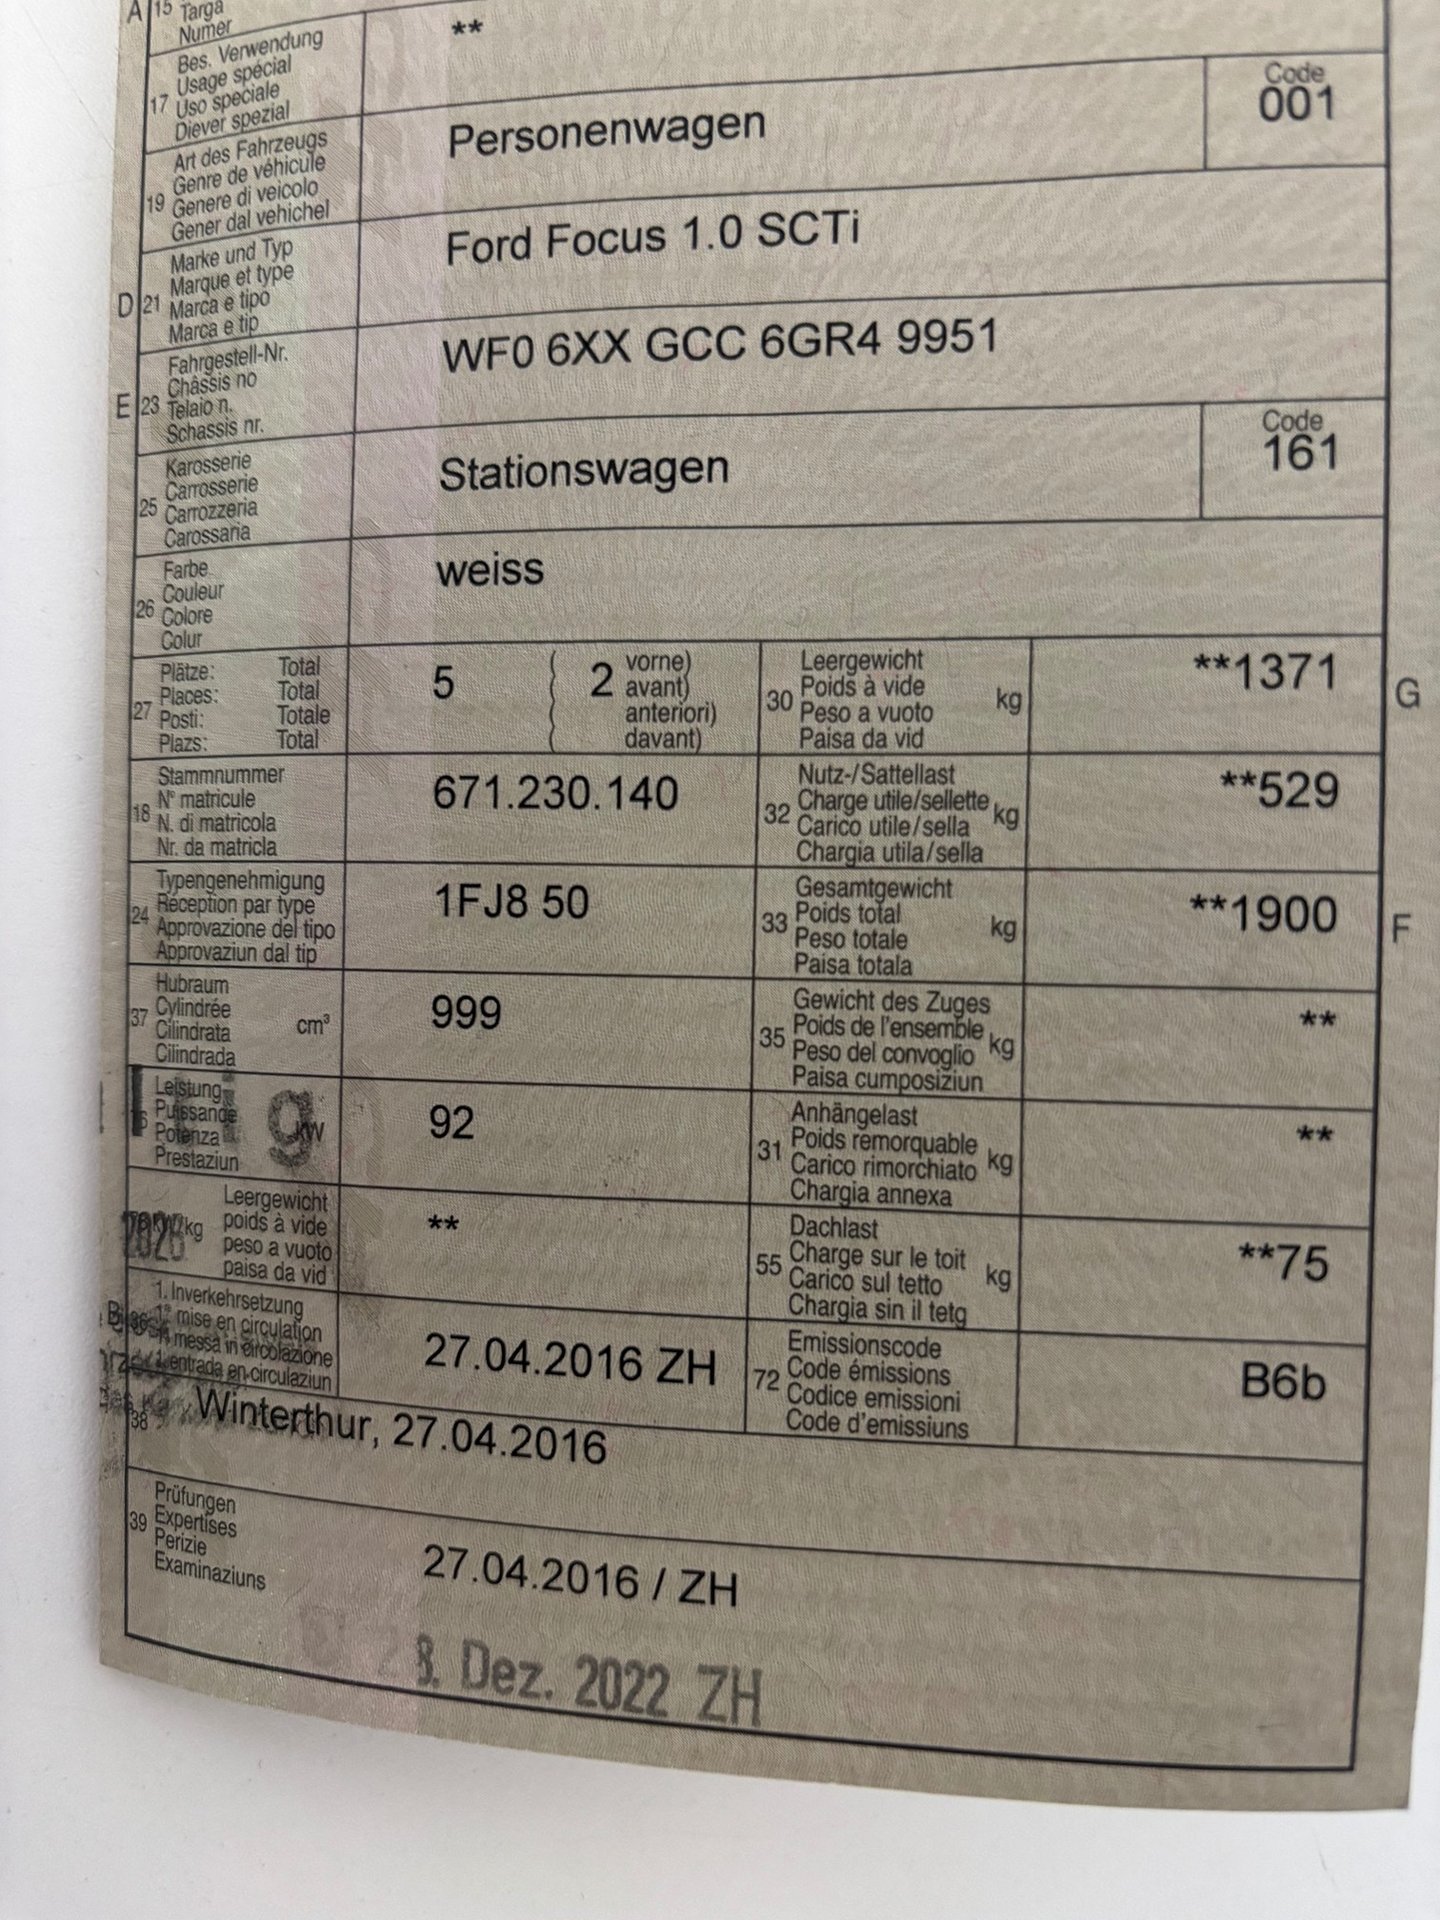 A 15 Targa
Numer
**
17 Bes. Verwendung
Usage spécial
Uso speciale
Diever spezial
19 Art des Fahrzeugs
Genre de véhicule
Genere di veicolo
Gener dal vehichel
Personenwagen
Code
001
D 21 Marke und Typ
Marque et type
Marca e tipo
Marca e tip
Ford Focus 1.0 SCTi
E 23 Fahrgestell-Nr.
Châssis no
Telaio n.
Schassis nr.
WF0 6XX GCC 6GR4 9951
25 Karosserie
Carrosserie
Carrozzeria
Carossaria
Stationswagen
Code
161
26 Farbe
Couleur
Colore
Colur
weiss
27 Plätze: Total
Places: Total
Posti: Totale
Plazs: Total
5 ( 2 vorne)
( avant)
( anteriori)
( davant)
30 Leergewicht
Poids à vide kg
Peso a vuoto
Paisa da vid
**1371 G
18 Stammnummer
N° matricule
N. di matricola
Nr. da matricla
671.230.140
32 Nutz-/Sattellast
Charge utile/sellette kg
Carico utile/sella
Chargia utila/sella
**529
24 Typengenehmigung
Réception par type
Approvazione del tipo
Approvaziun dal tip
1FJ8 50
33 Gesamtgewicht
Poids total kg
Peso totale
Paisa totala
**1900 F
37 Hubraum
Cylindrée cm³
Cilindrata
Cilindrada
999
35 Gewicht des Zuges
Poids de l'ensemble kg
Peso del convoglio
Paisa cumposiziun
**
Leistung
Puissance
Potenza kW
Prestaziun
92
31 Anhängelast
Poids remorquable kg
Carico rimorchiato
Chargia annexa
**
Leergewicht
kg poids à vide
peso a vuoto
paisa da vid
**
55 Dachlast
Charge sur le toit kg
Carico sul tetto
Chargia sin il tetg
**75
B 36 1. Inverkehrsetzung
1re mise en circulation
1a messa in circolazione
1. entrada en circulaziun
27.04.2016 ZH
72 Emissionscode
Code émissions
Codice emissioni
Code d'emissiuns
B6b
38 Winterthur, 27.04.2016
39 Prüfungen
Expertises
Perizie
Examinaziuns
27.04.2016 / ZH
28. Dez. 2022 ZH